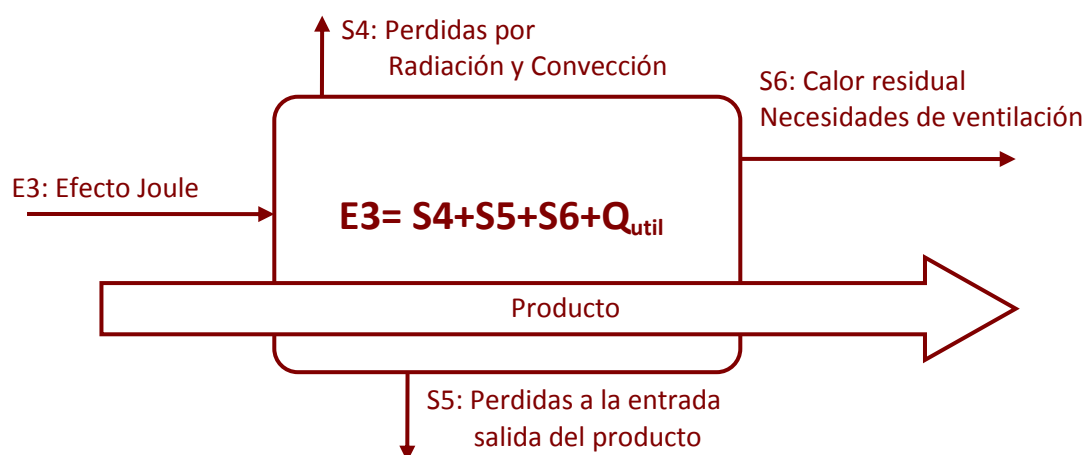 S4: Perdidas por
Radiación y Convección
S6: Calor residual
Necesidades de ventilación
E3: Efecto Joule
E3= S4+S5+S6+Qutil
Producto
S5: Perdidas a la entrada
salida del producto